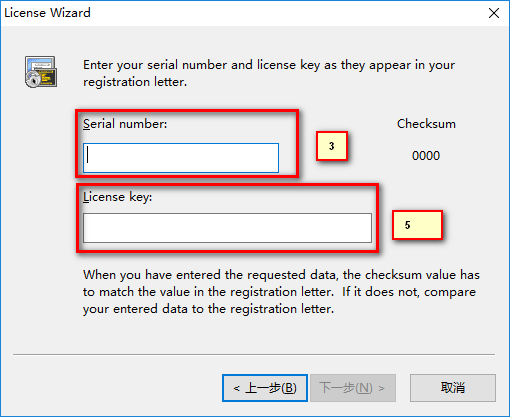 License Wizard
Enter your serial number and license key as they appear in your
registration letter.
Serial number:
Checksum
3
0000
License key:
5
When you have entered the requested data, the checksum value has
to match the value in the registration letter.  If it does not, compare
your entered data to the registration letter.
< 上一步(B)
下一步(N) >
取消